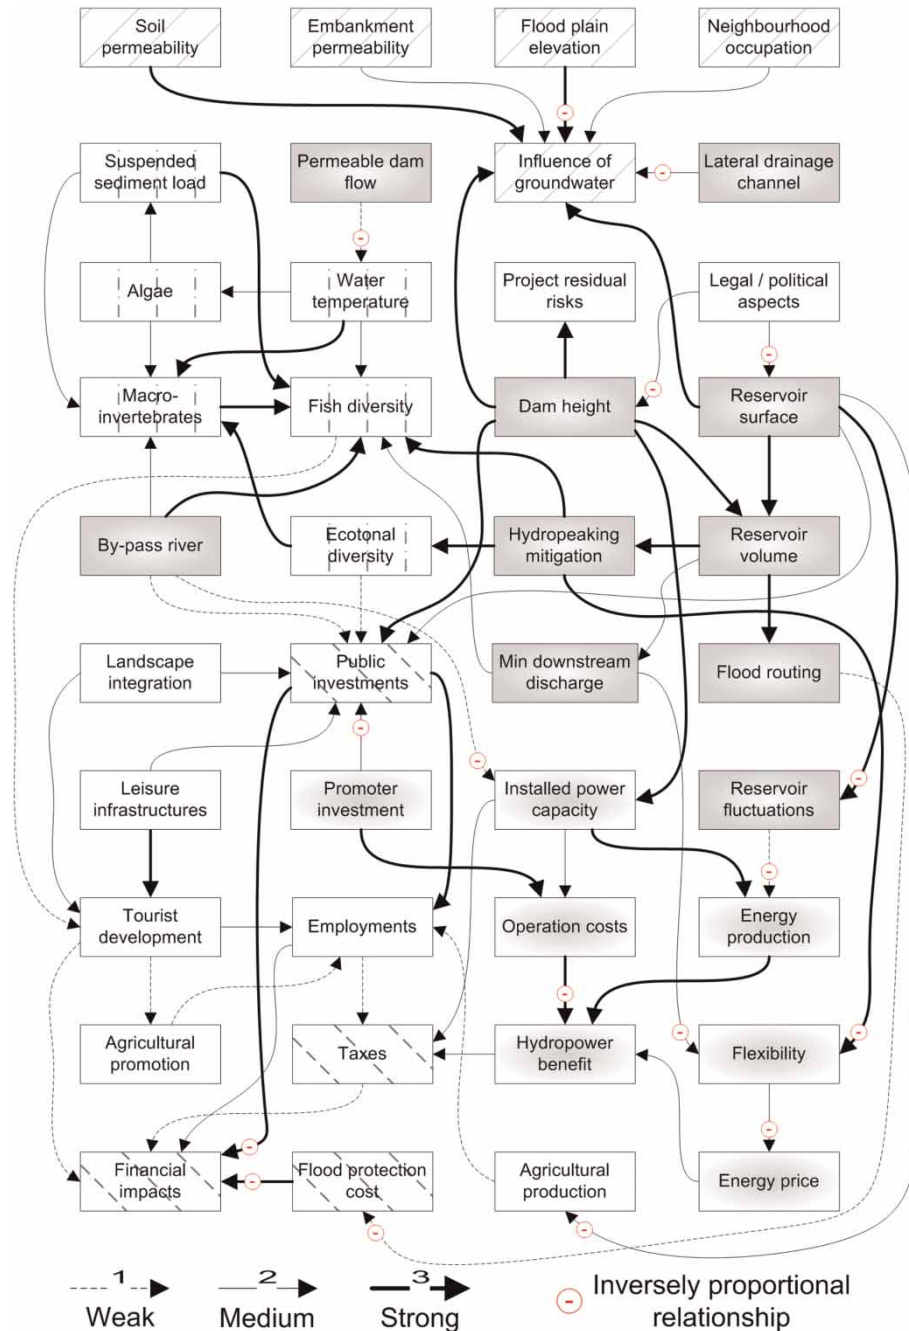 Soil
permeability
Embankment
permeability
Flood plain
elevation
Neighbourhood
occupation
-
Suspended
sediment load
Permeable dam
flow
Influence of
groundwater
-
Lateral drainage
channel
-
Algae
Water
temperature
Project residual
risks
Legal / political
aspects
-
-
Macro-
invertebrates
Fish diversity
Dam height
Reservoir
surface
By-pass river
Ecotonal
diversity
Hydropeaking
mitigation
Reservoir
volume
Landscape
integration
Public
investments
Min downstream
discharge
Flood routing
-
-
-
Leisure
infrastructures
Promoter
investment
Installed power
capacity
Reservoir
fluctuations
-
Tourist
development
Employments
Operation costs
Energy
production
-
-
-
Agricultural
promotion
Taxes
Hydropower
benefit
Flexibility
-
-
Financial
impacts
-
Flood protection
cost
Agricultural
production
Energy price
-
-
1
Weak
2
Medium
3
Strong
- Inversely proportional
relationship